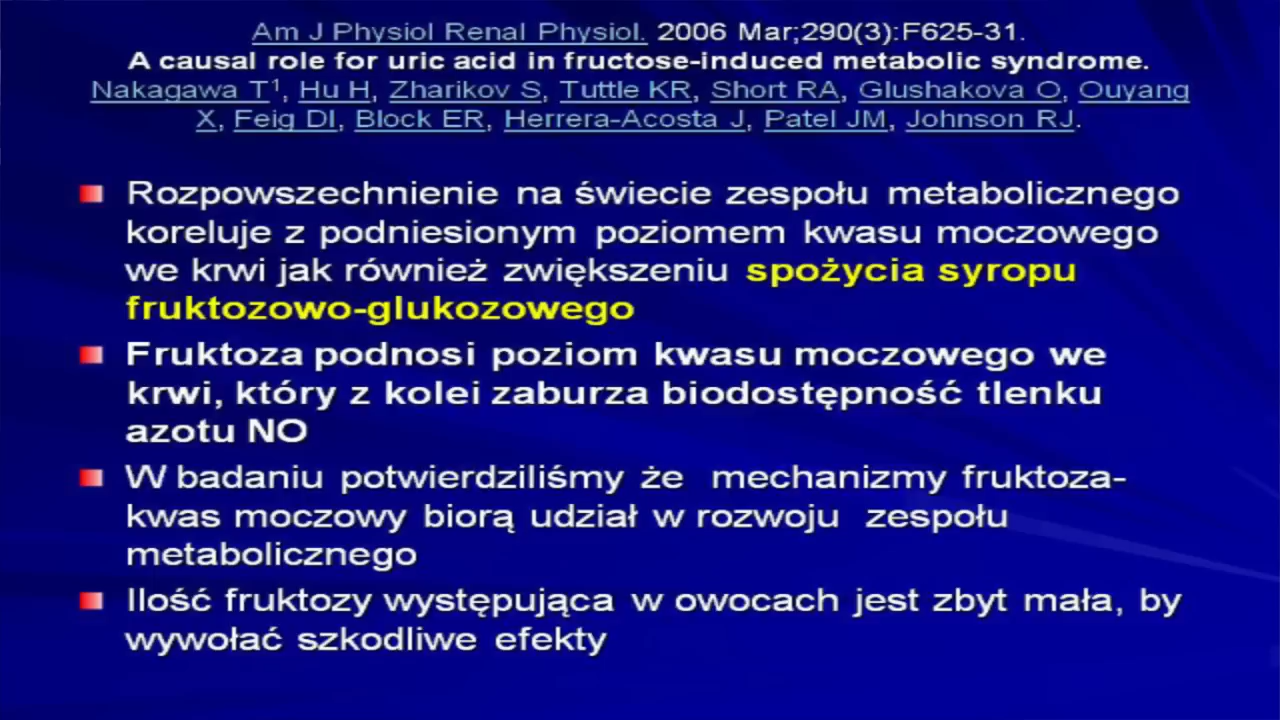 Am J Physiol Renal Physiol. 2006 Mar;290(3):F625-31.
A causal role for uric acid in fructose-induced metabolic syndrome.
Nakagawa T¹, Hu H, Zharikov S, Tuttle KR, Short RA, Glushakova O, Ouyang
X, Feig DI, Block ER, Herrera-Acosta J, Patel JM, Johnson RJ.
Rozpowszechnienie na świecie zespołu metabolicznego
koreluje z podniesionym poziomem kwasu moczowego
we krwi jak również zwiększeniu spożycia syropu
fruktozowo-glukozowego
Fruktoza podnosi poziom kwasu moczowego we
krwi, który z kolei zaburza biodostępność tlenku
azotu NO
W badaniu potwierdziliśmy że mechanizmy fruktoza-
kwas moczowy biorą udział w rozwoju zespołu
metabolicznego
Ilość fruktozy występująca w owocach jest zbyt mała, by
wywołać szkodliwe efekty